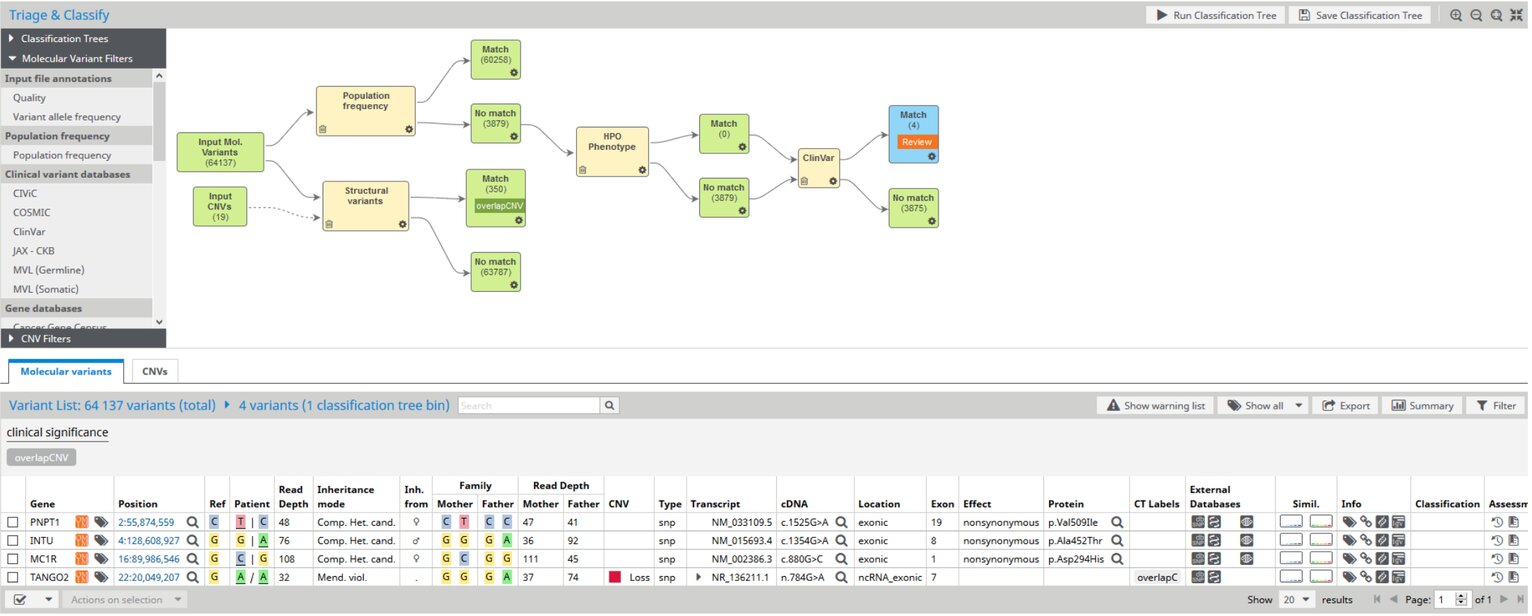 Triage & Classify
Run Classification Tree
Save Classification Tree
Classification Trees
Molecular Variant Filters
Input file annotations
Quality
Variant allele frequency
Population frequency
Population frequency
Clinical variant databases
CIViC
COSMIC
ClinVar
JAX - CKB
MVL (Germline)
MVL (Somatic)
Gene databases
Cancer Gene Census
CNV Filters
Input Mol.
Variants
(64137)
Input
CNVs
(19)
Population
frequency
Structural
variants
Match
(60258)
No match
(3879)
Match
(350)
overlapCNV
No match
(63787)
HPO
Phenotype
Match
(0)
No match
(3879)
ClinVar
Match
(4)
Review
No match
(3875)
Molecular variants
CNVs
Variant List: 64 137 variants (total) 4 variants (1 classification tree bin) Search
Show warning list Show all Export Summary Filter
clinical significance
overlapCNV
Gene Position Ref Patient Read Depth Inheritance mode Inh. from Family Mother Father Read Depth Mother Father CNV Type Transcript cDNA Location Exon Effect Protein CT Labels External Databases Simil. Info Classification Assessm
PNPT1 2:55,874,559 C T | C 48 Comp. Het. cand. ♀ C T C C 47 41 snp NM_033109.5 c.1525G>A exonic 19 nonsynonymous p.Val509Ile
INTU 4:128,608,927 G G | A 76 Comp. Het. cand. ♂ G G G A 36 92 snp NM_015693.4 c.1354G>A exonic 8 nonsynonymous p.Ala452Thr
MC1R 16:89,986,546 G C | G 108 Comp. Het. cand. ♀ G C G G 111 45 snp NM_002386.3 c.880G>C exonic 1 nonsynonymous p.Asp294His
TANGO2 22:20,049,207 G A / A 32 Mend. viol. . G G G A 37 74 Loss snp NR_136211.1 n.784G>A ncRNA_exonic 7 overlapC
Actions on selection
Show 20 results Page: 1 of 1